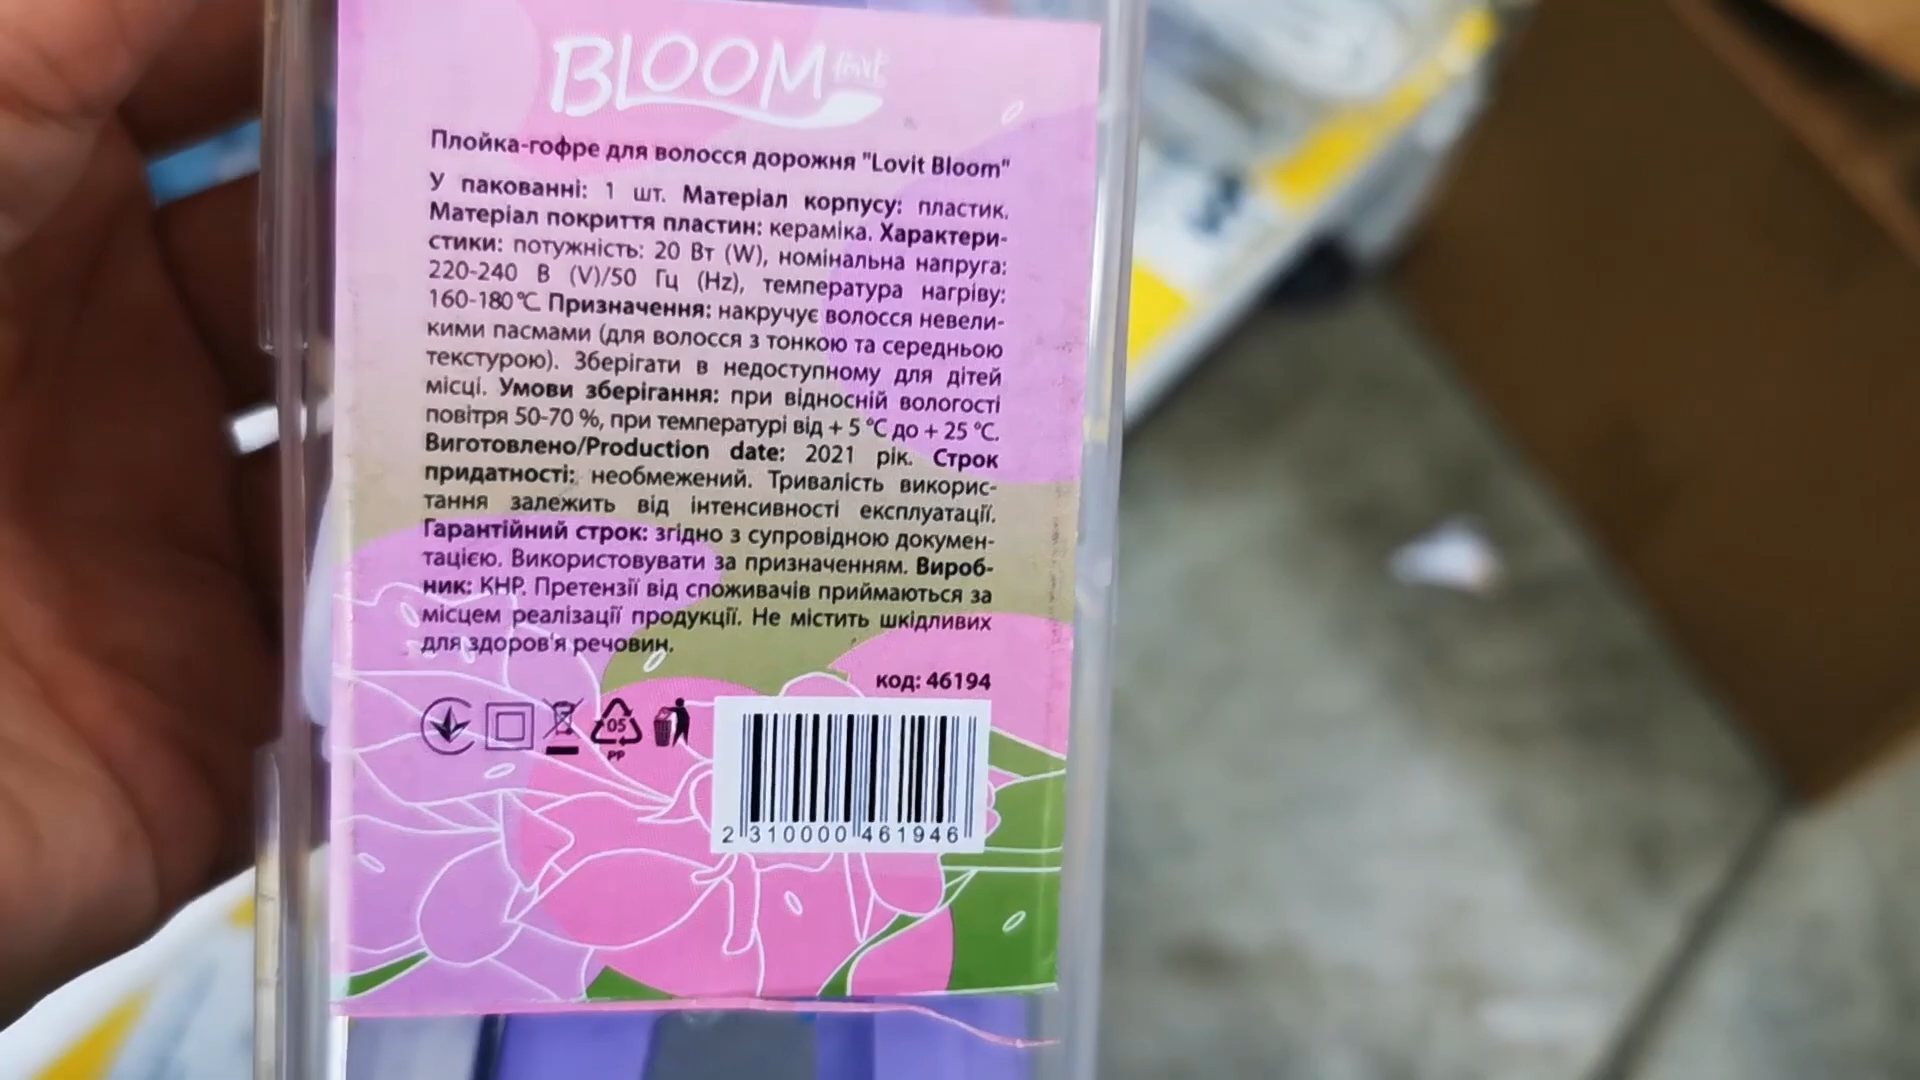 BLOOM lovit
Плойка-гофре для волосся дорожня "Lovit Bloom"
У пакованні: 1 шт. Матеріал корпусу: пластик.
Матеріал покриття пластин: кераміка. Характери-
стики: потужність: 20 Вт (W), номінальна напруга:
220-240 В (V)/50 Гц (Hz), температура нагріву:
160-180 °C. Призначення: накручує волосся невели-
кими пасмами (для волосся з тонкою та середньою
текстурою). Зберігати в недоступному для дітей
місці. Умови зберігання: при відносній вологості
повітря 50-70 %, при температурі від + 5 °C до + 25 °C.
Виготовлено/Production date: 2021 рік. Строк
придатності: необмежений. Тривалість викорис-
тання залежить від інтенсивності експлуатації.
Гарантійний строк: згідно з супровідною докумен-
тацією. Використовувати за призначенням. Вироб-
ник: КНР. Претензії від споживачів приймаються за
місцем реалізації продукції. Не містить шкідливих
для здоров'я речовин.
код: 46194
05
PP
2 310000 461946